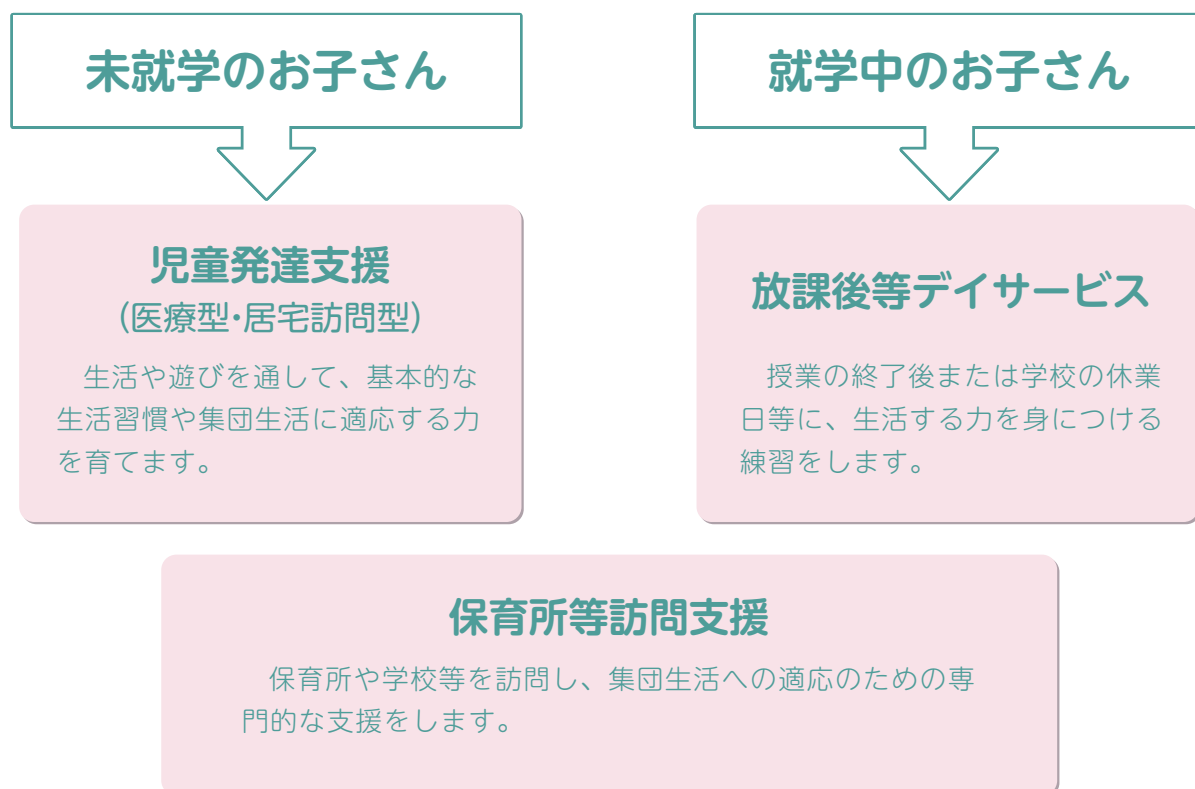 未就学のお子さん
就学中のお子さん
児童発達支援
(医療型・居宅訪問型)
生活や遊びを通して、基本的な
生活習慣や集団生活に適応する力
を育てます。
放課後等デイサービス
授業の終了後または学校の休業
日等に、生活する力を身につける
練習をします。
保育所等訪問支援
保育所や学校等を訪問し、集団生活への適応のための専
門的な支援をします。